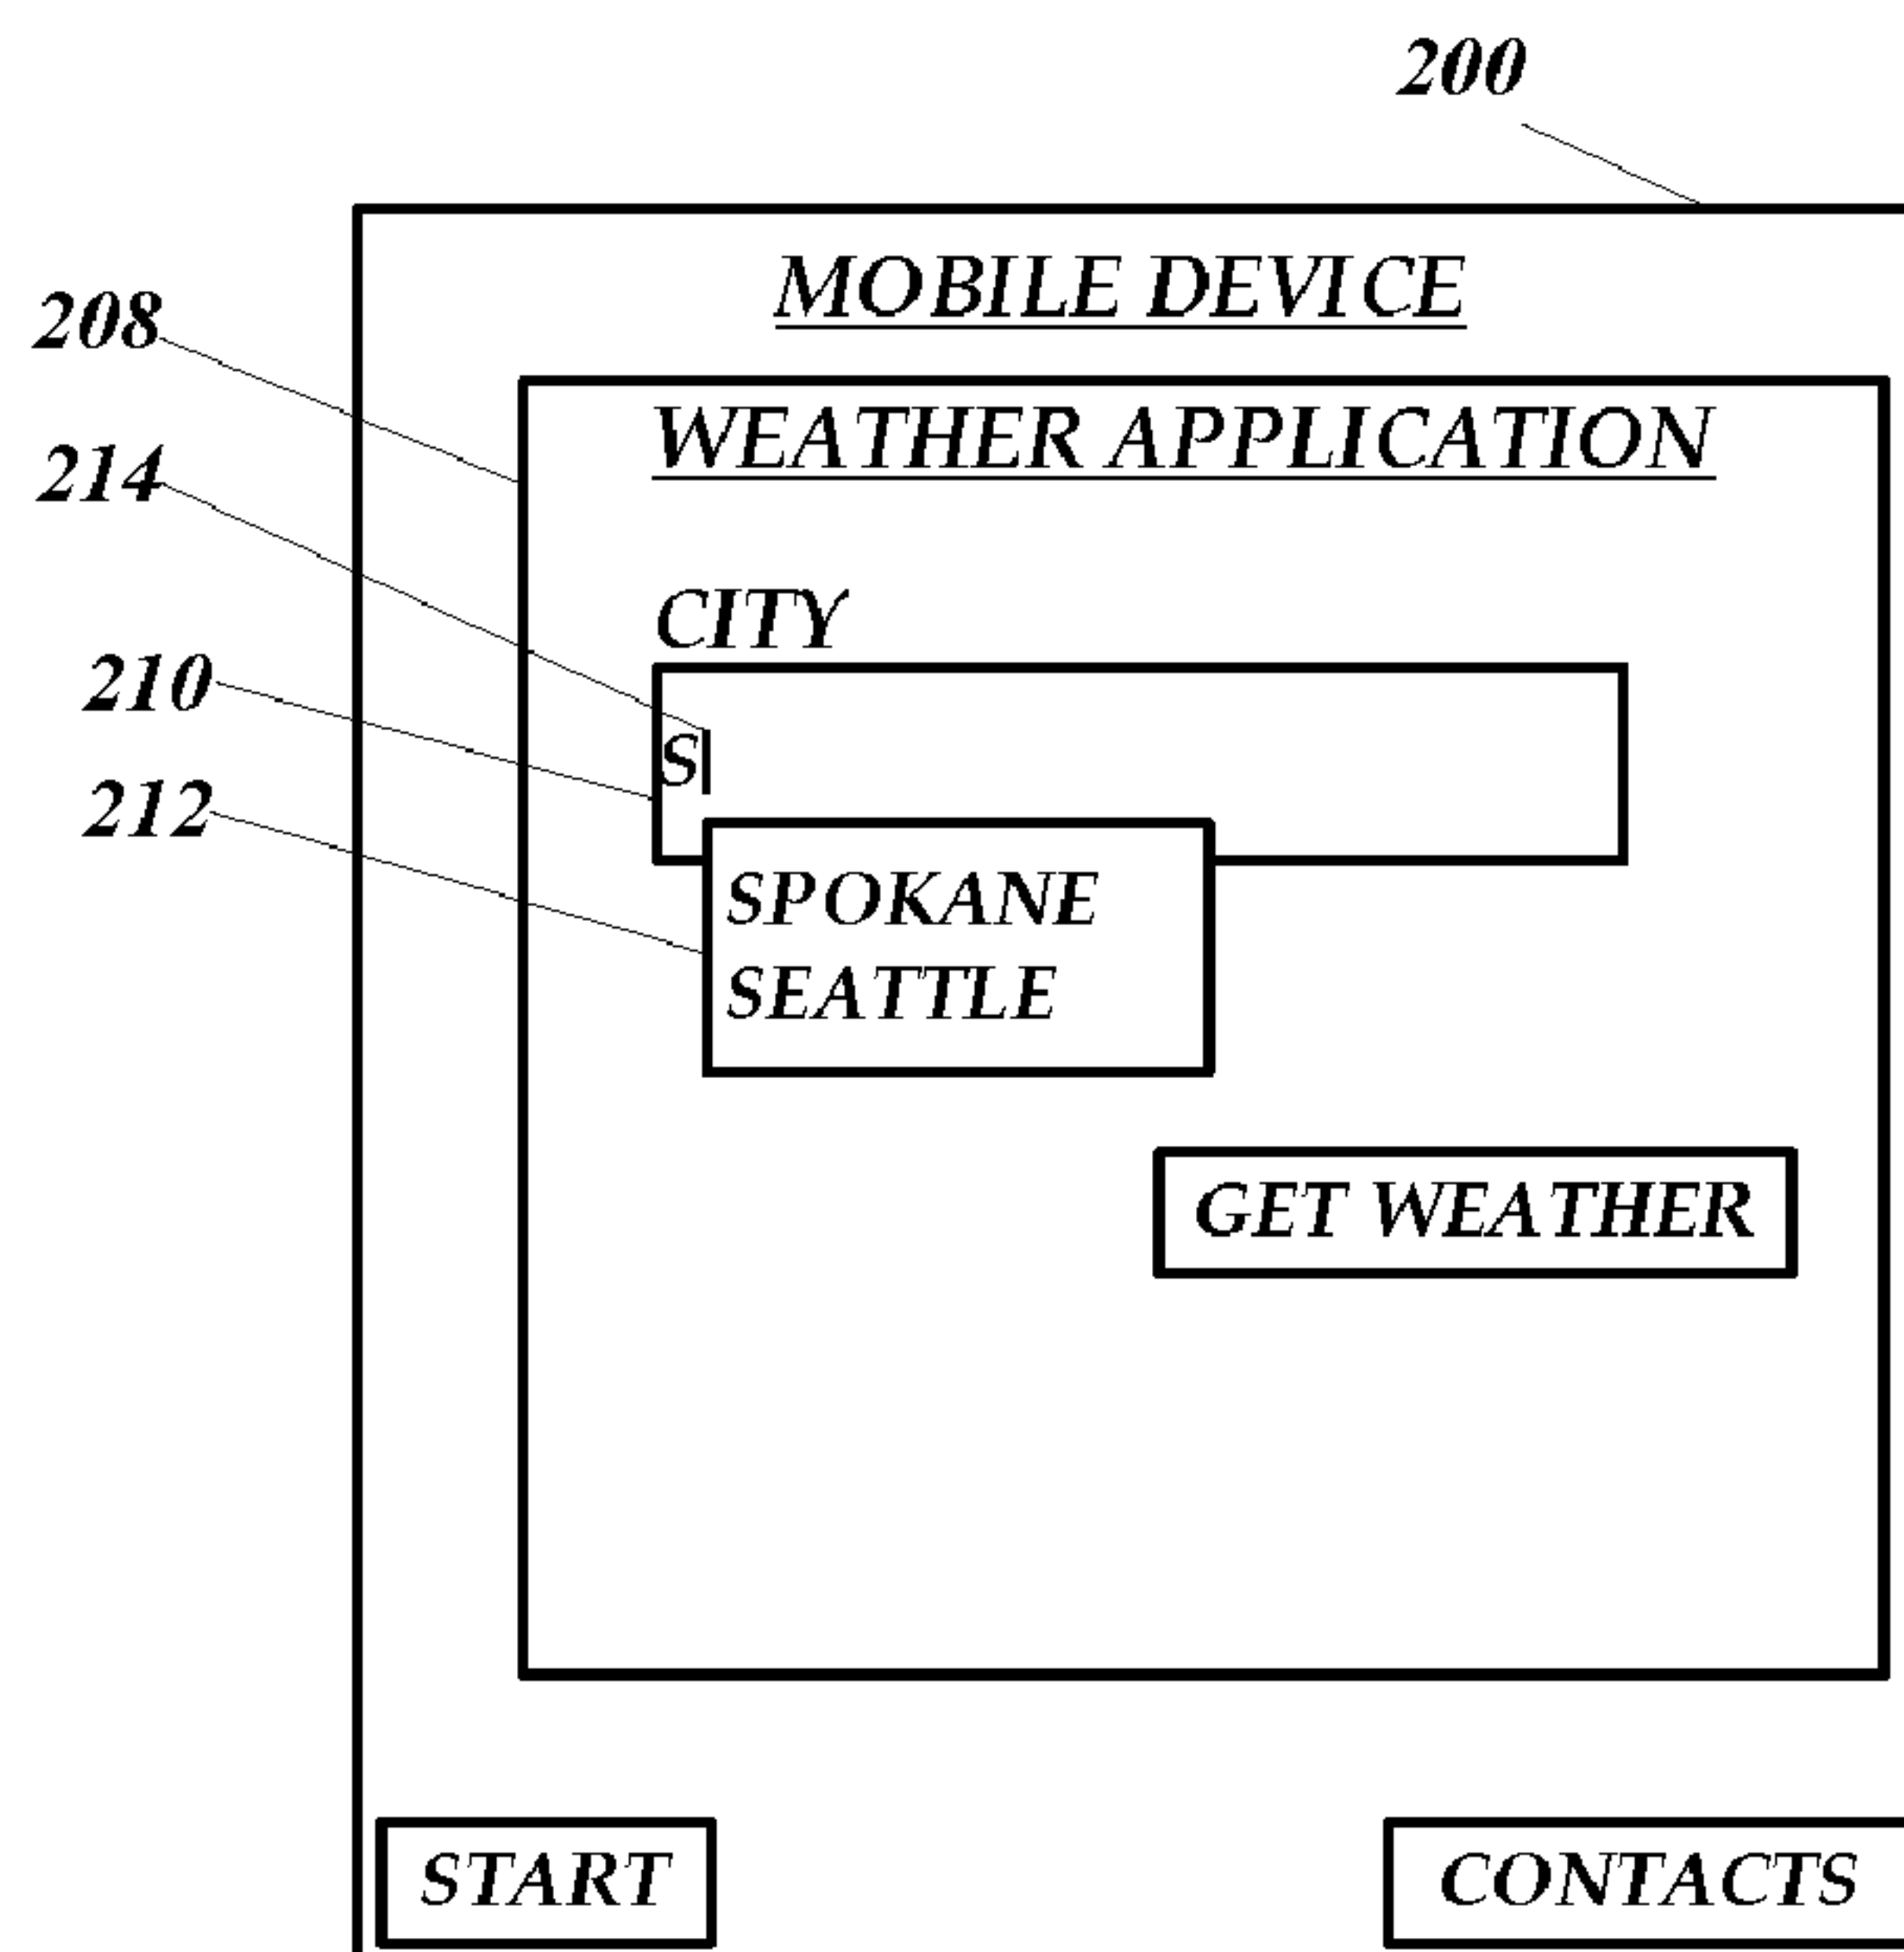 200
MOBILE DEVICE
208
WEATHER APPLICATION
214
CITY
210
S
212
SPOKANE
SEATTLE
GET WEATHER
START
CONTACTS